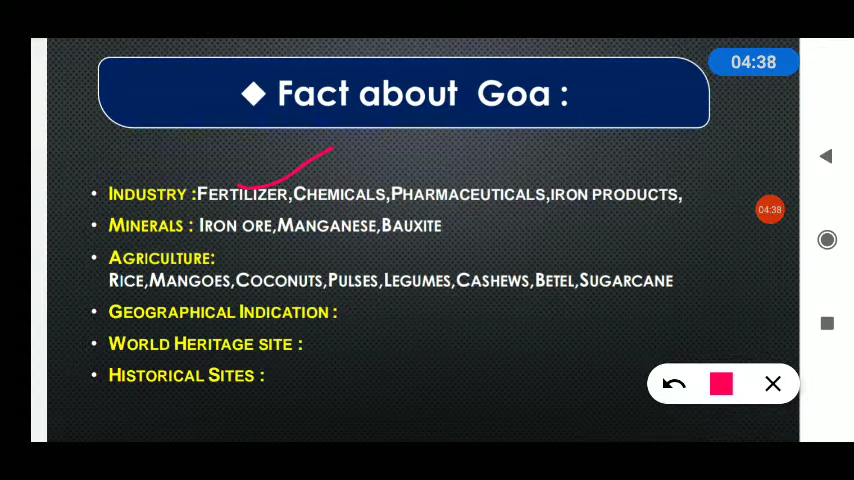 04:38
◆ Fact about Goa :
• Industry :Fertilizer,Chemicals,Pharmaceuticals,iron products,
04:38
• Minerals : Iron ore,Manganese,Bauxite
• Agriculture:
Rice,Mangoes,Coconuts,Pulses,Legumes,Cashews,Betel,Sugarcane
• Geographical Indication :
• World Heritage site :
• Historical Sites :